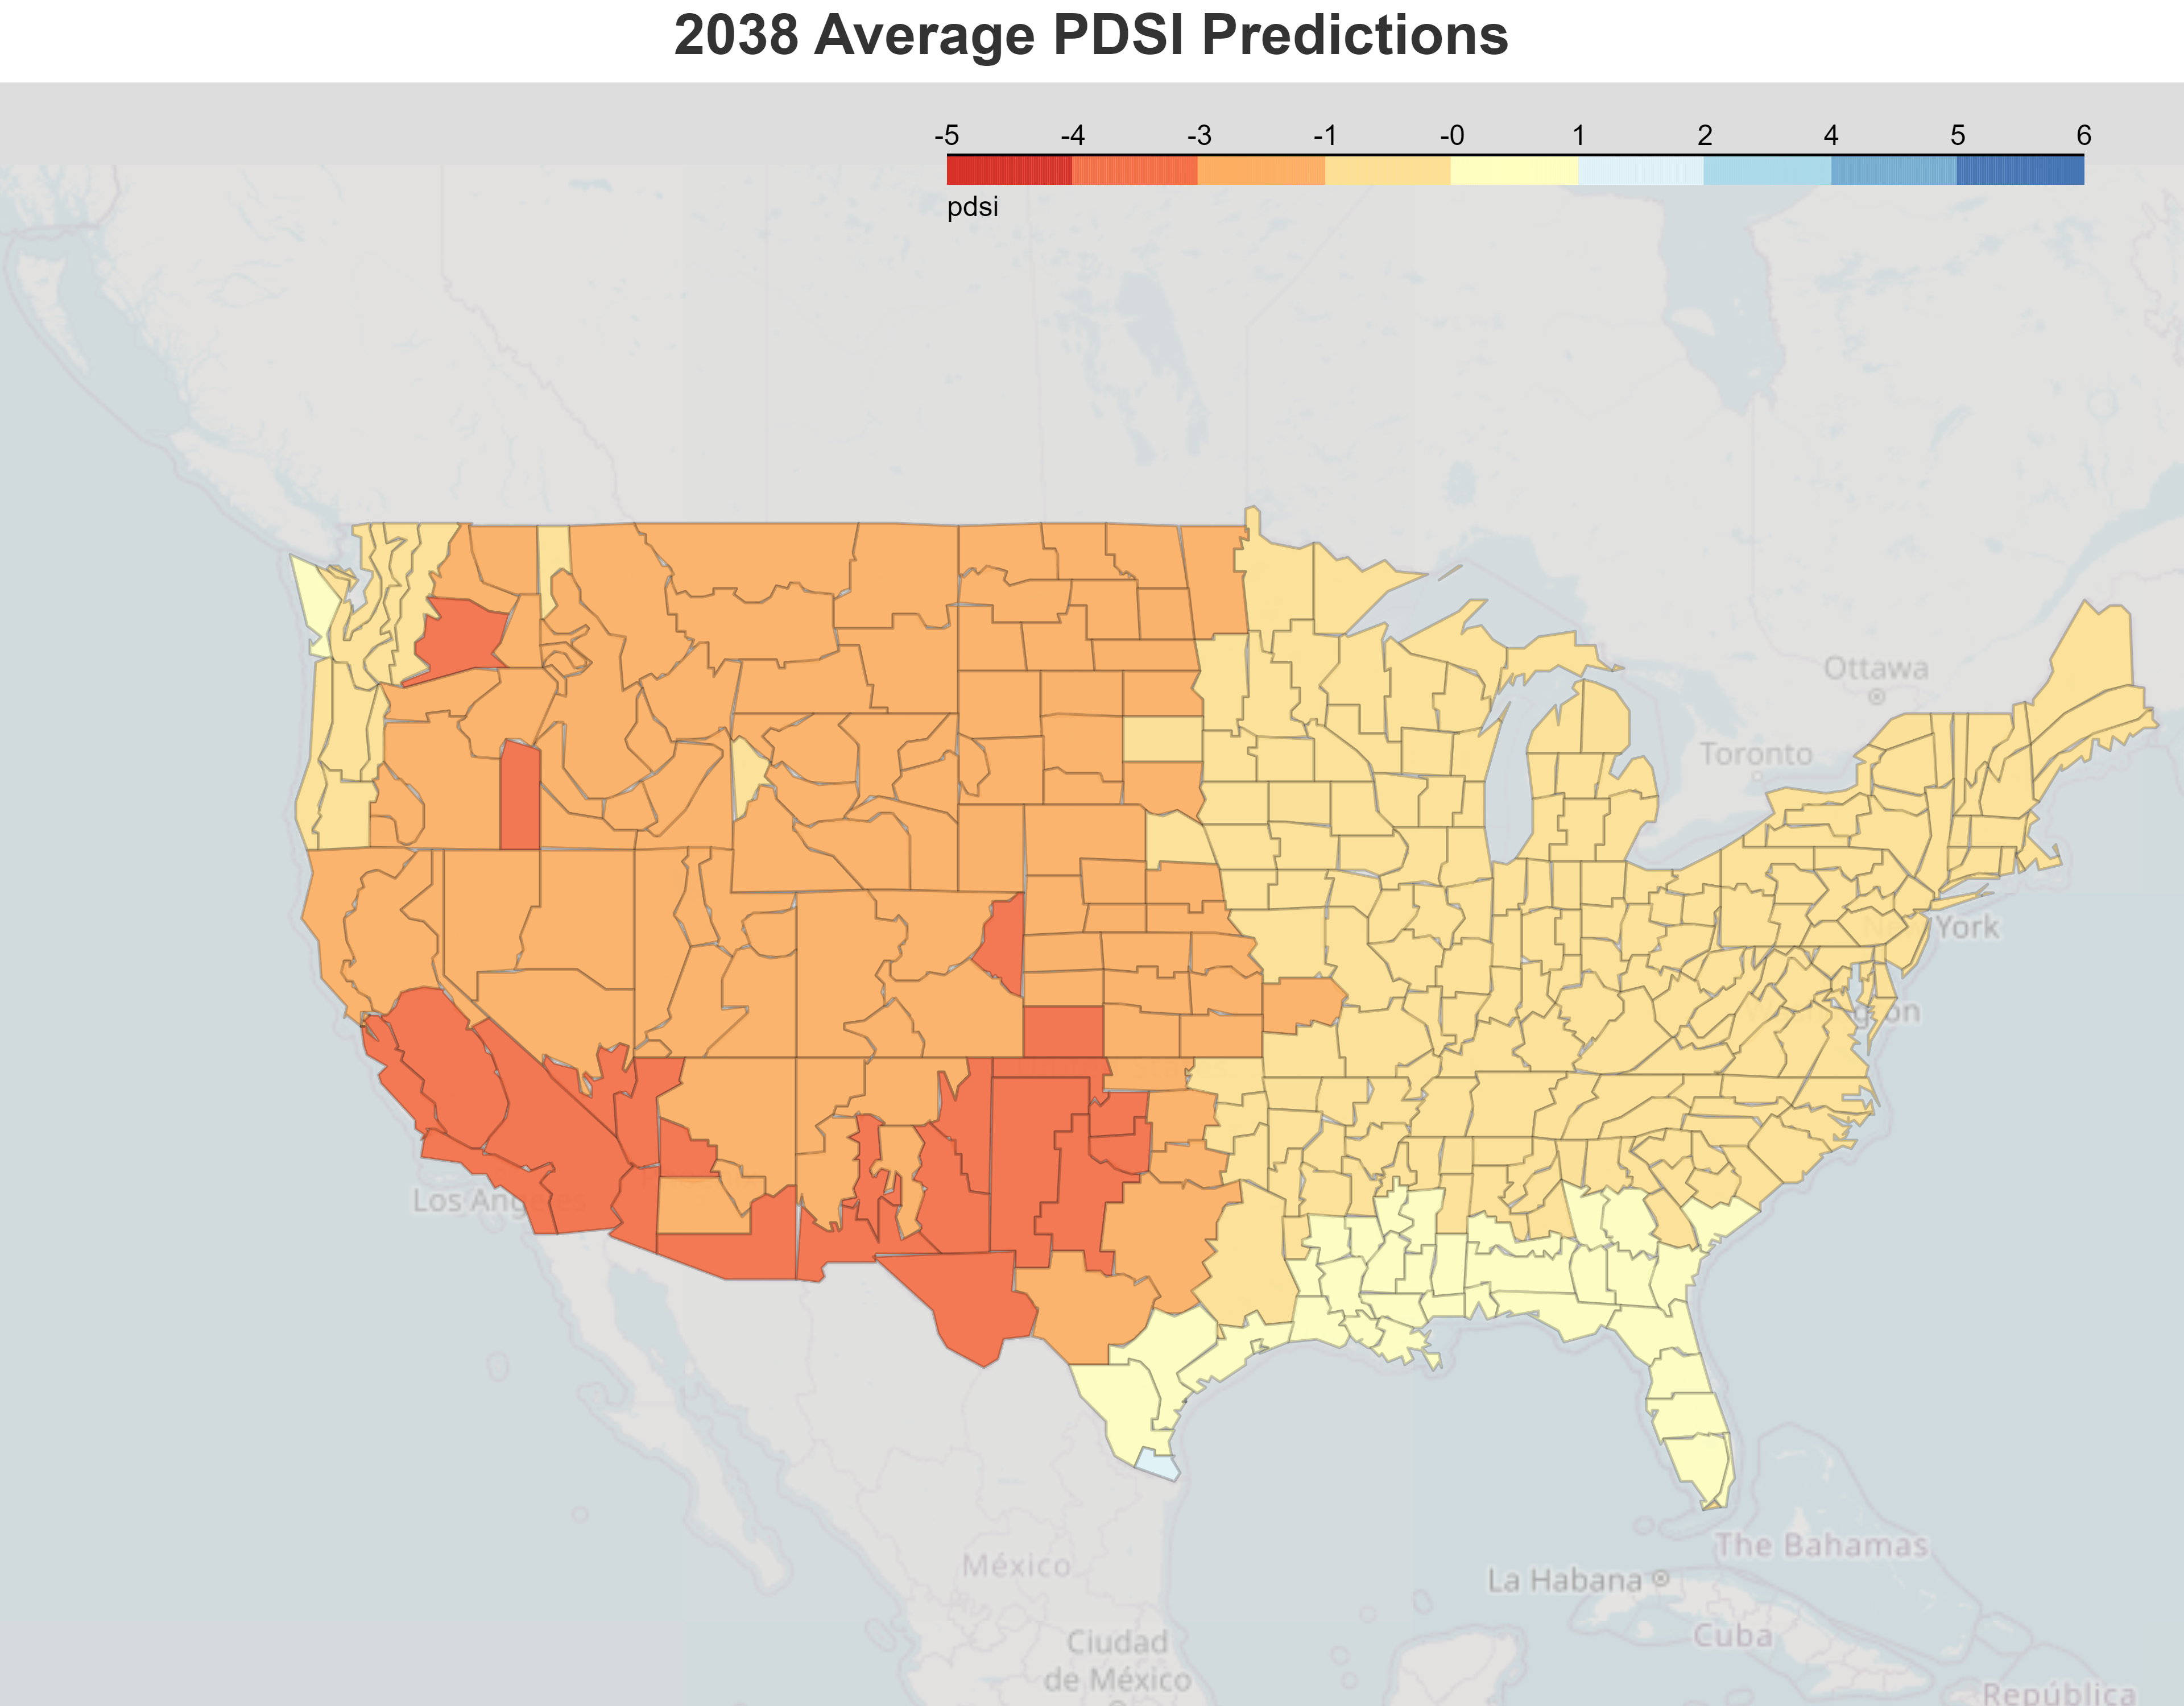 2038 Average PDSI Predictions
-5 -4 -3 -1 -0 1 2 4 5 6
pdsi
Ottawa
Toronto
York
Los Angeles
The Bahamas
La Habana
México
Cuba
Ciudad
de México
República